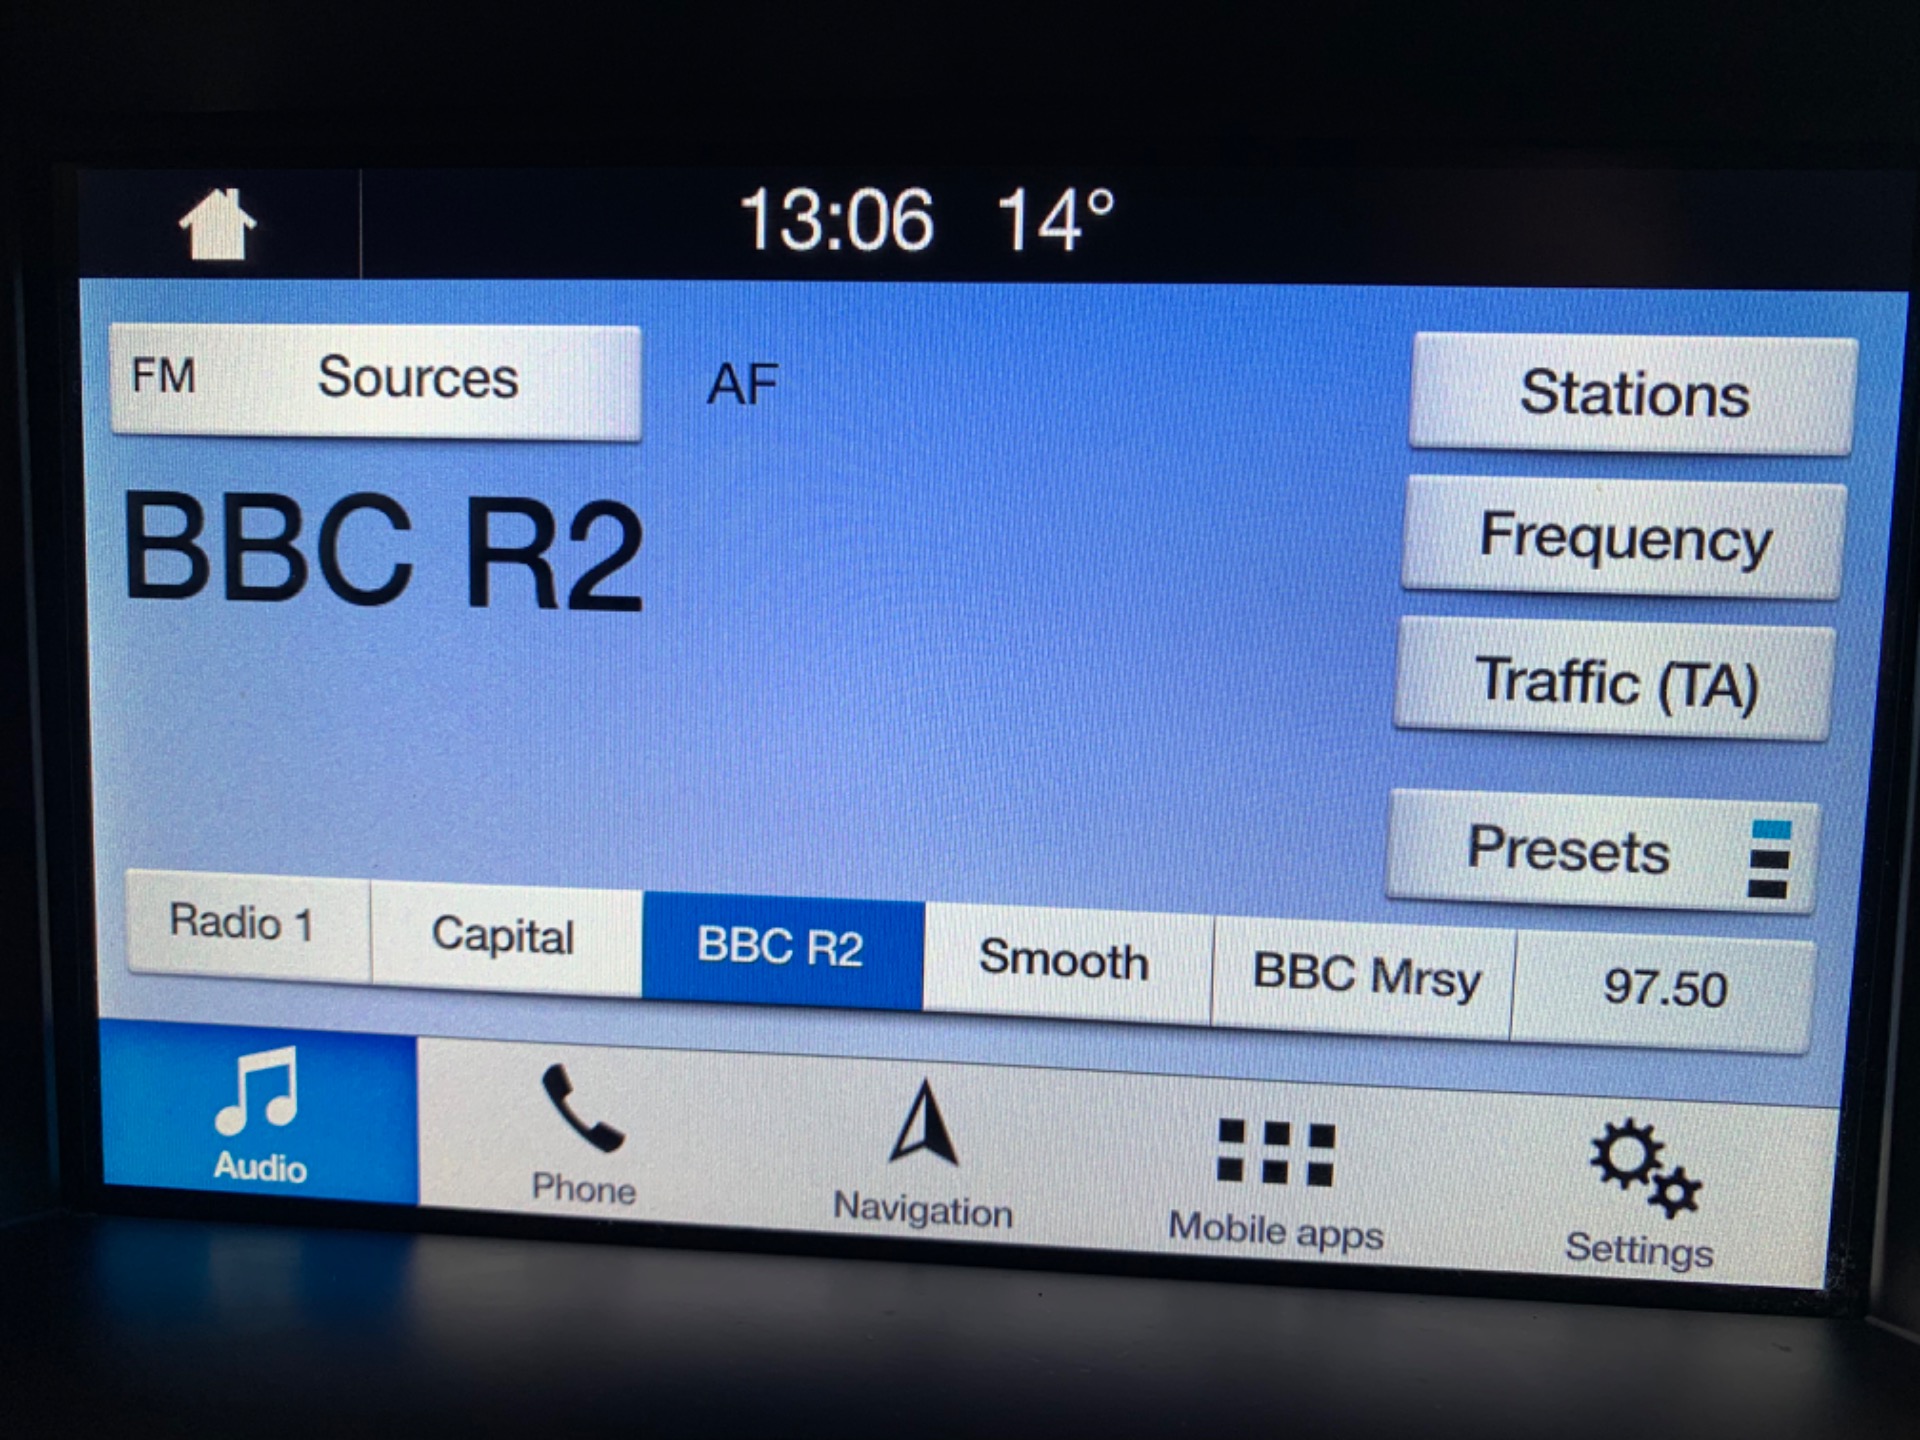 13:06 14°
FM Sources AF
Stations
BBC R2
Frequency
Traffic (TA)
Presets
Radio 1 Capital BBC R2 Smooth BBC Mrsy 97.50
Audio Phone Navigation Mobile apps Settings